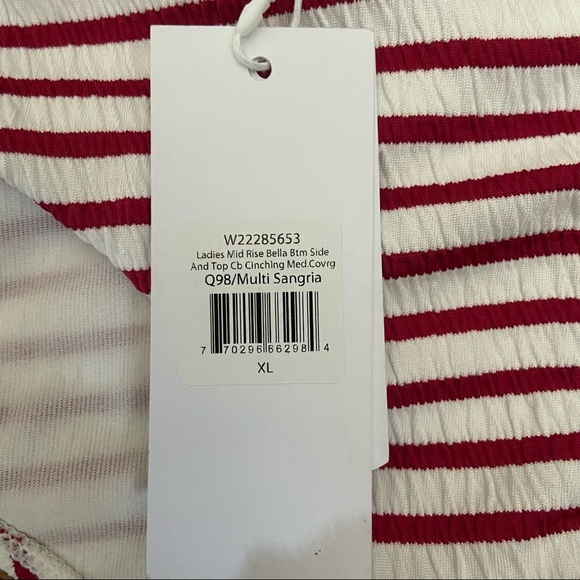 W22285653
Ladies Mid Rise Bella Btm Side
And Top Cb Cinching Med.Covrg
Q98/Multi Sangria
7 70296 66298 4
XL